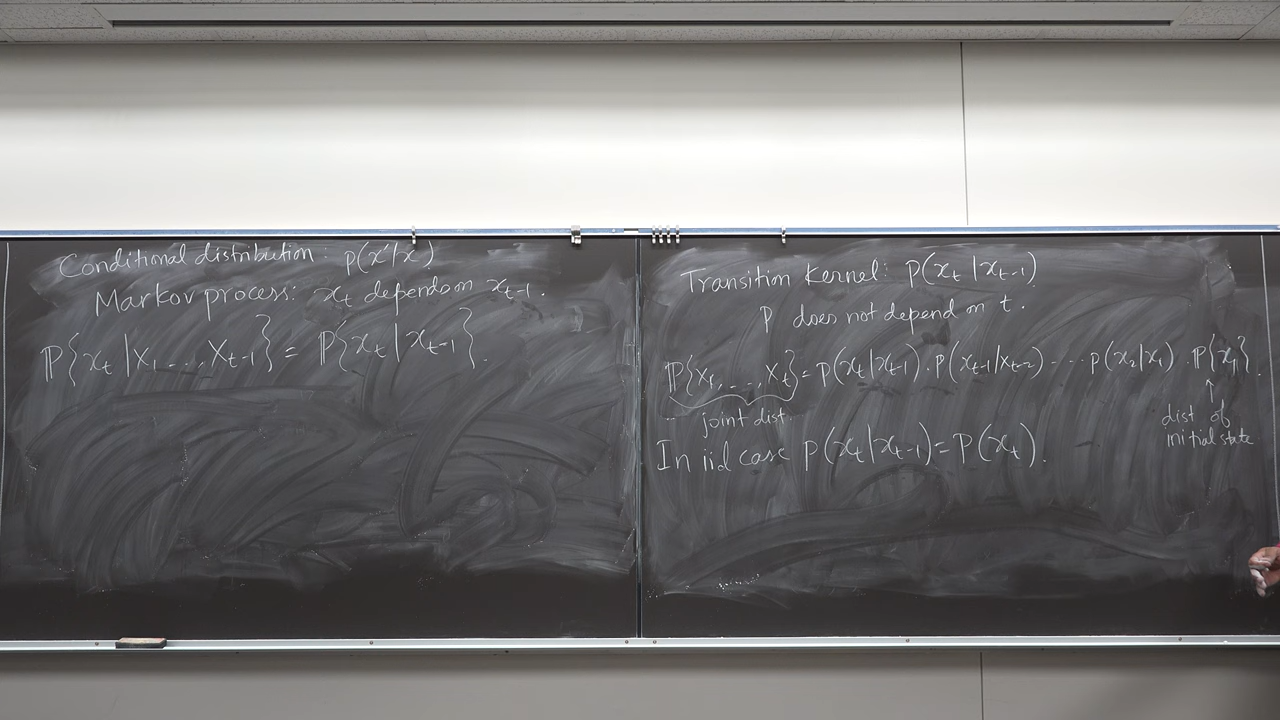 Conditional distribution: p(x'|x)
Markov process: x_t depends on x_{t-1}.
ℙ{x_t | x_1, ..., x_{t-1}} = ℙ{x_t | x_{t-1}}.
Transition Kernel: p(x_t | x_{t-1})
P does not depend on t.
ℙ{x_1, ..., x_t} = p(x_t | x_{t-1}) . p(x_{t-1} | x_{t-2}) ... p(x_2 | x_1) . ℙ{x_1}.
joint dist.
dist of
initial state
In iid case p(x_t | x_{t-1}) = p(x_t).